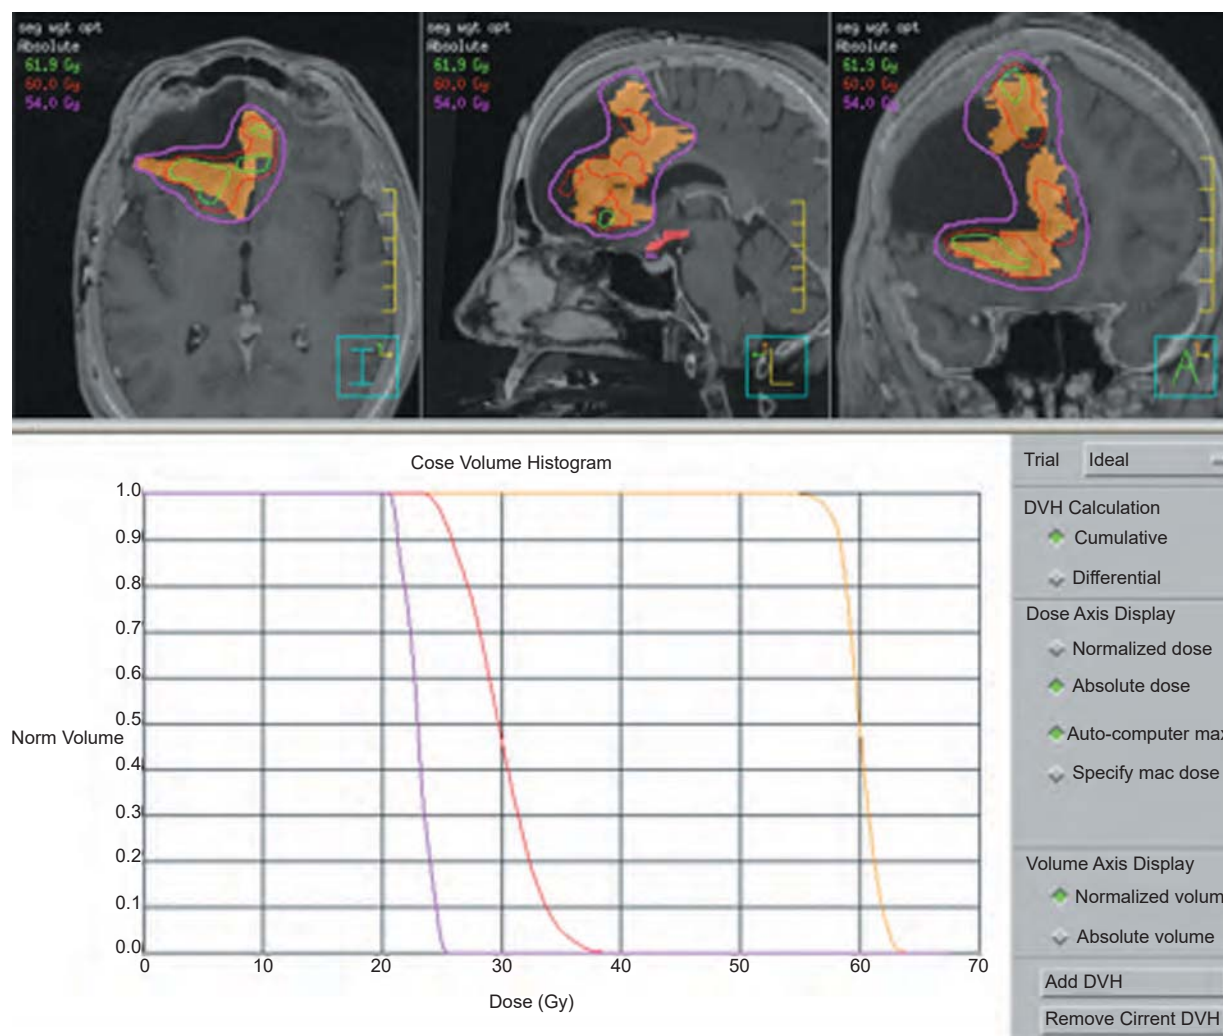 seg wgt opt
Absolute
61.9 Gy
60.0 Gy
54.0 Gy
I
seg wgt opt
Absolute
61.9 Gy
60.0 Gy
54.0 Gy
L
seg wgt opt
Absolute
61.9 Gy
60.0 Gy
54.0 Gy
A
Cose Volume Histogram
1.0
0.9
0.8
0.7
0.6
0.5
Norm Volume
0.4
0.3
0.2
0.1
0.0
0 10 20 30 40 50 60 70
Dose (Gy)
Trial Ideal
DVH Calculation
Cumulative
Differential
Dose Axis Display
Normalized dose
Absolute dose
Auto-computer max
Specify mac dose
Volume Axis Display
Normalized volum
Absolute volume
Add DVH
Remove Cirrent DVH